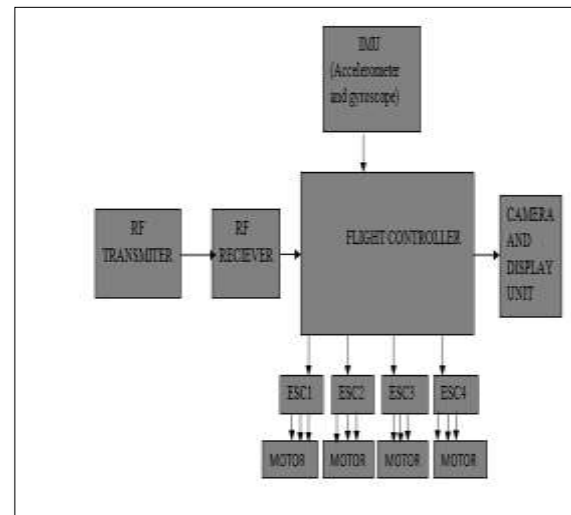 IMU
(Accelerometer
and gyroscope)
RF
TRANSMITER
RF
RECIEVER
FLIGHT CONTROLLER
CAMERA
AND
DISPLAY
UNIT
ESC1
ESC2
ESC3
ESC4
MOTOR
MOTOR
MOTOR
MOTOR